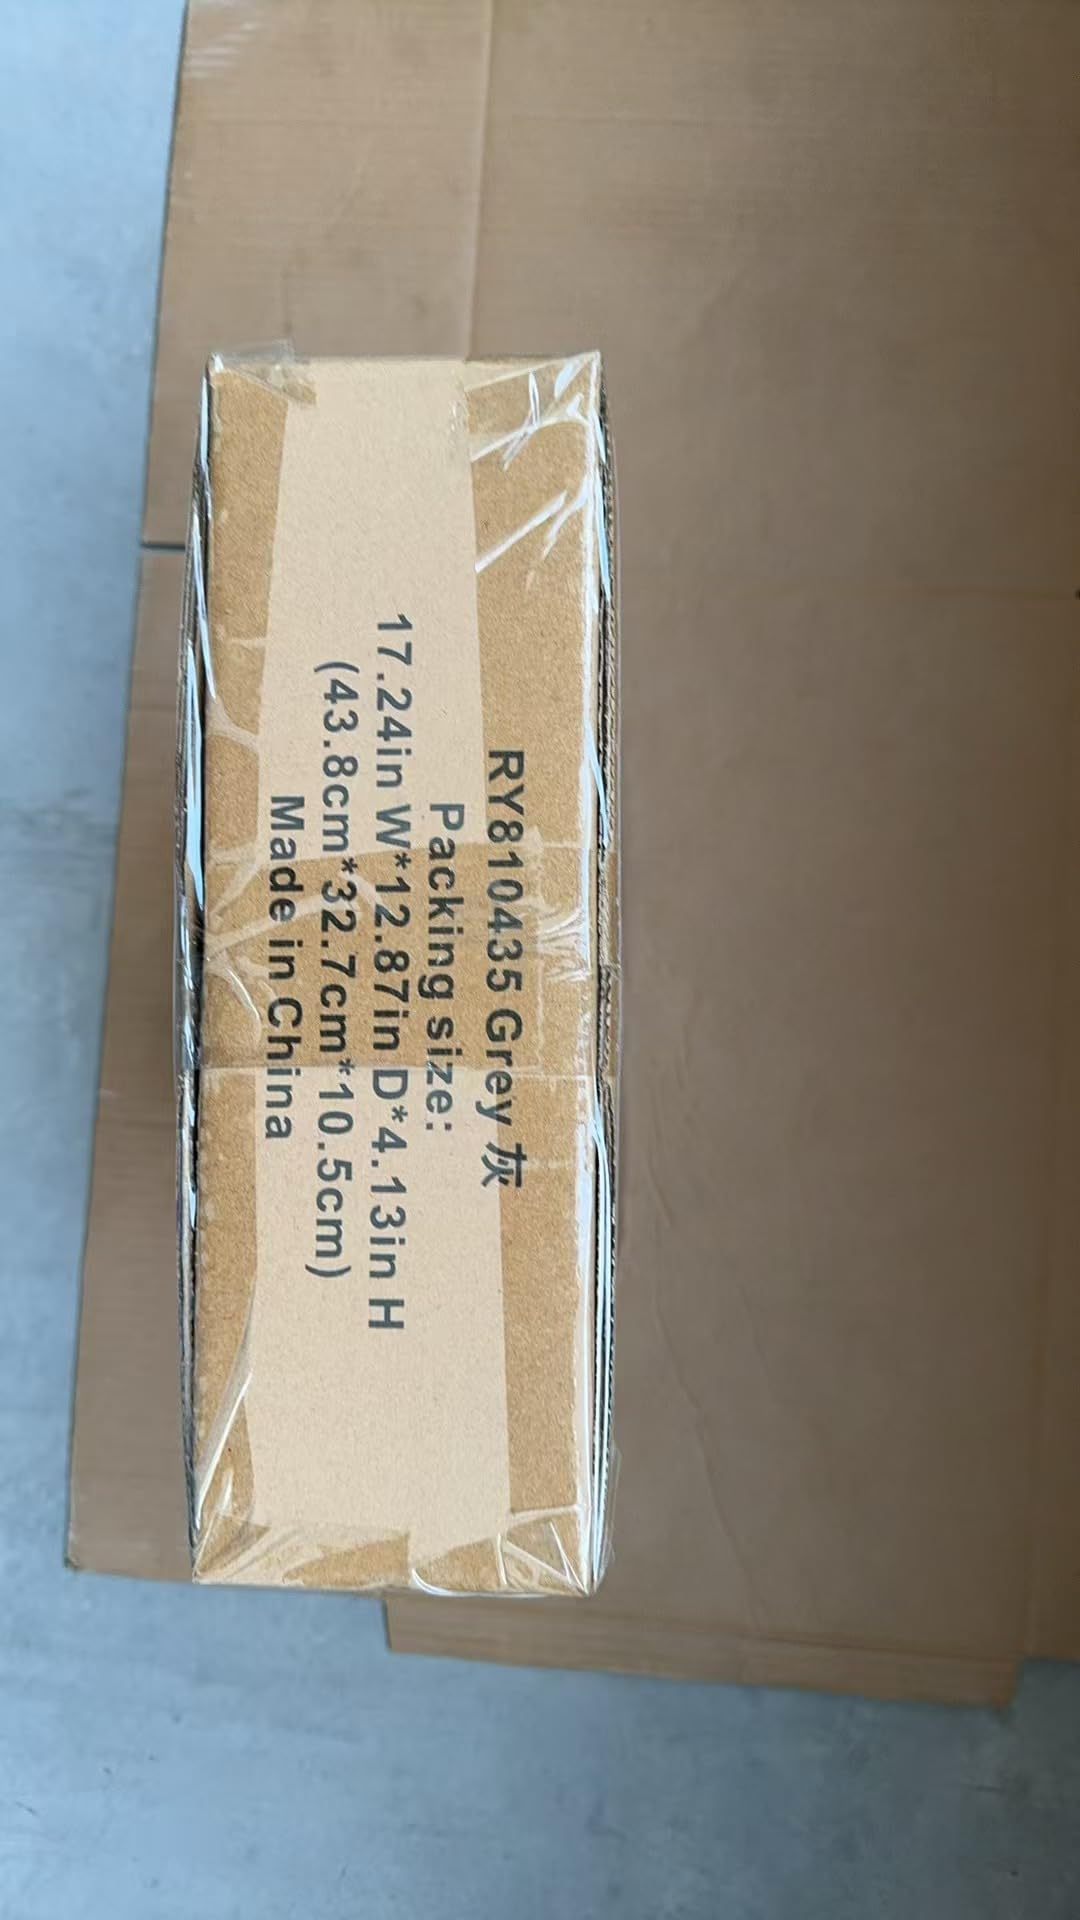 RY810435 Grey 灰
Packing size:
17.24in W*12.87in D*4.13in H
(43.8cm*32.7cm*10.5cm)
Made in China